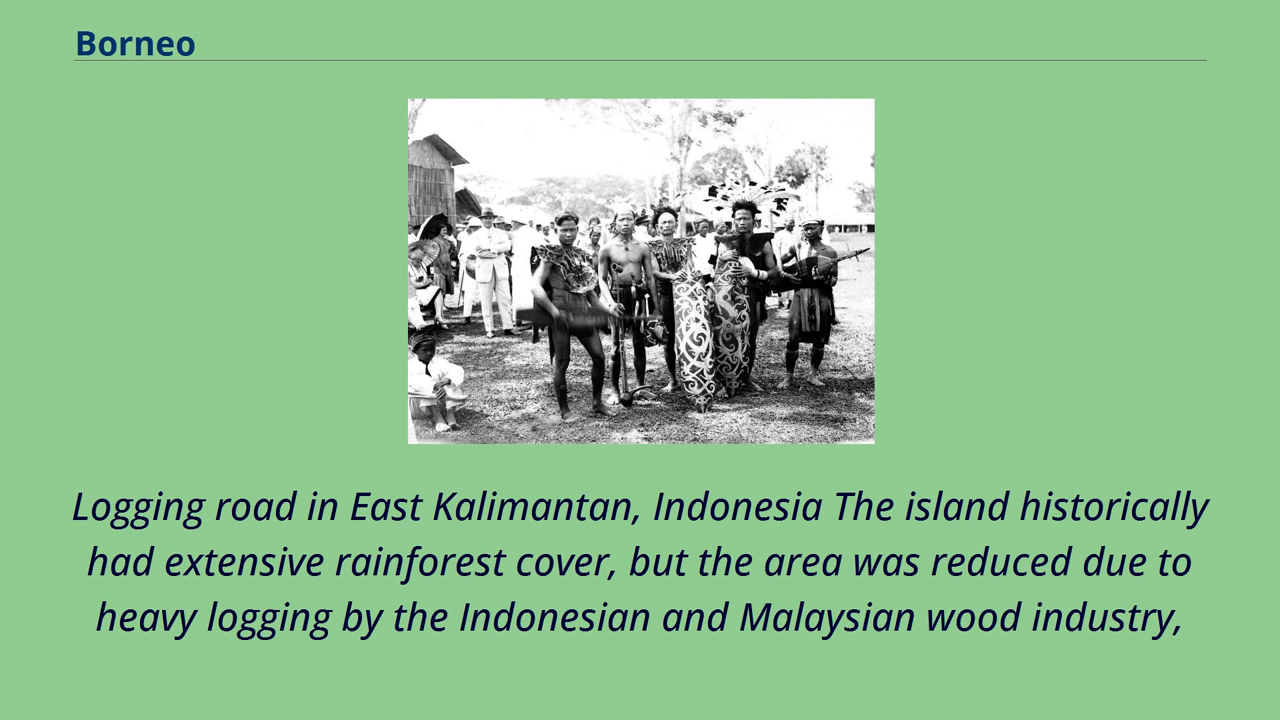 Borneo
Logging road in East Kalimantan, Indonesia The island historically
had extensive rainforest cover, but the area was reduced due to
heavy logging by the Indonesian and Malaysian wood industry,